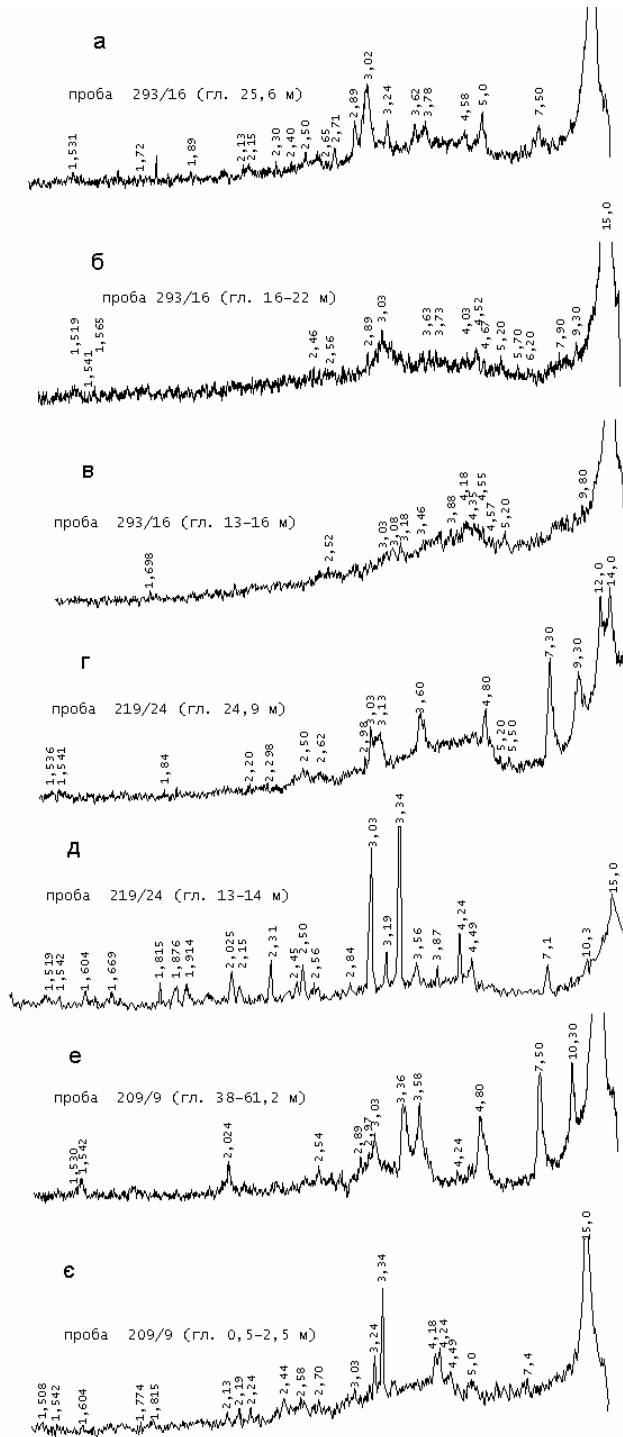 а
проба 293/16 (гл. 25,6 м)
1,531 1,72 1,89 2,13 2,15 2,30 2,40 2,50 2,65 2,71 2,89 3,02 3,24 3,62 3,78 4,58 5,0 7,50
б
проба 293/16 (гл. 16-22 м)
1,519 1,541 1,565 2,46 2,56 2,89 3,03 3,63 3,73 4,03 4,52 4,67 5,20 5,70 6,20 7,90 9,30 15,0
в
проба 293/16 (гл. 13-16 м)
1,698 2,52 3,03 3,08 3,18 3,46 3,88 4,18 4,35 4,55 4,57 5,20 9,80
г
проба 219/24 (гл. 24,9 м)
1,536 1,541 1,84 2,20 2,298 2,50 2,62 2,98 3,03 3,13 3,60 4,80 5,20 5,50 7,30 9,30 12,0 14,0
д
проба 219/24 (гл. 13-14 м)
1,519 1,542 1,604 1,669 1,815 1,876 1,914 2,025 2,15 2,31 2,45 2,50 2,56 2,84 3,03 3,19 3,34 3,56 3,87 4,24 4,49 7,1 10,3 15,0
е
проба 209/9 (гл. 38-61,2 м)
1,530 1,542 2,024 2,54 2,89 2,97 3,03 3,36 3,58 4,24 4,80 7,50 10,30
є
проба 209/9 (гл. 0,5-2,5 м)
1,508 1,542 1,604 1,774 1,815 2,13 2,19 2,24 2,44 2,58 2,70 3,03 3,24 3,34 4,18 4,24 4,49 5,0 7,4 15,0